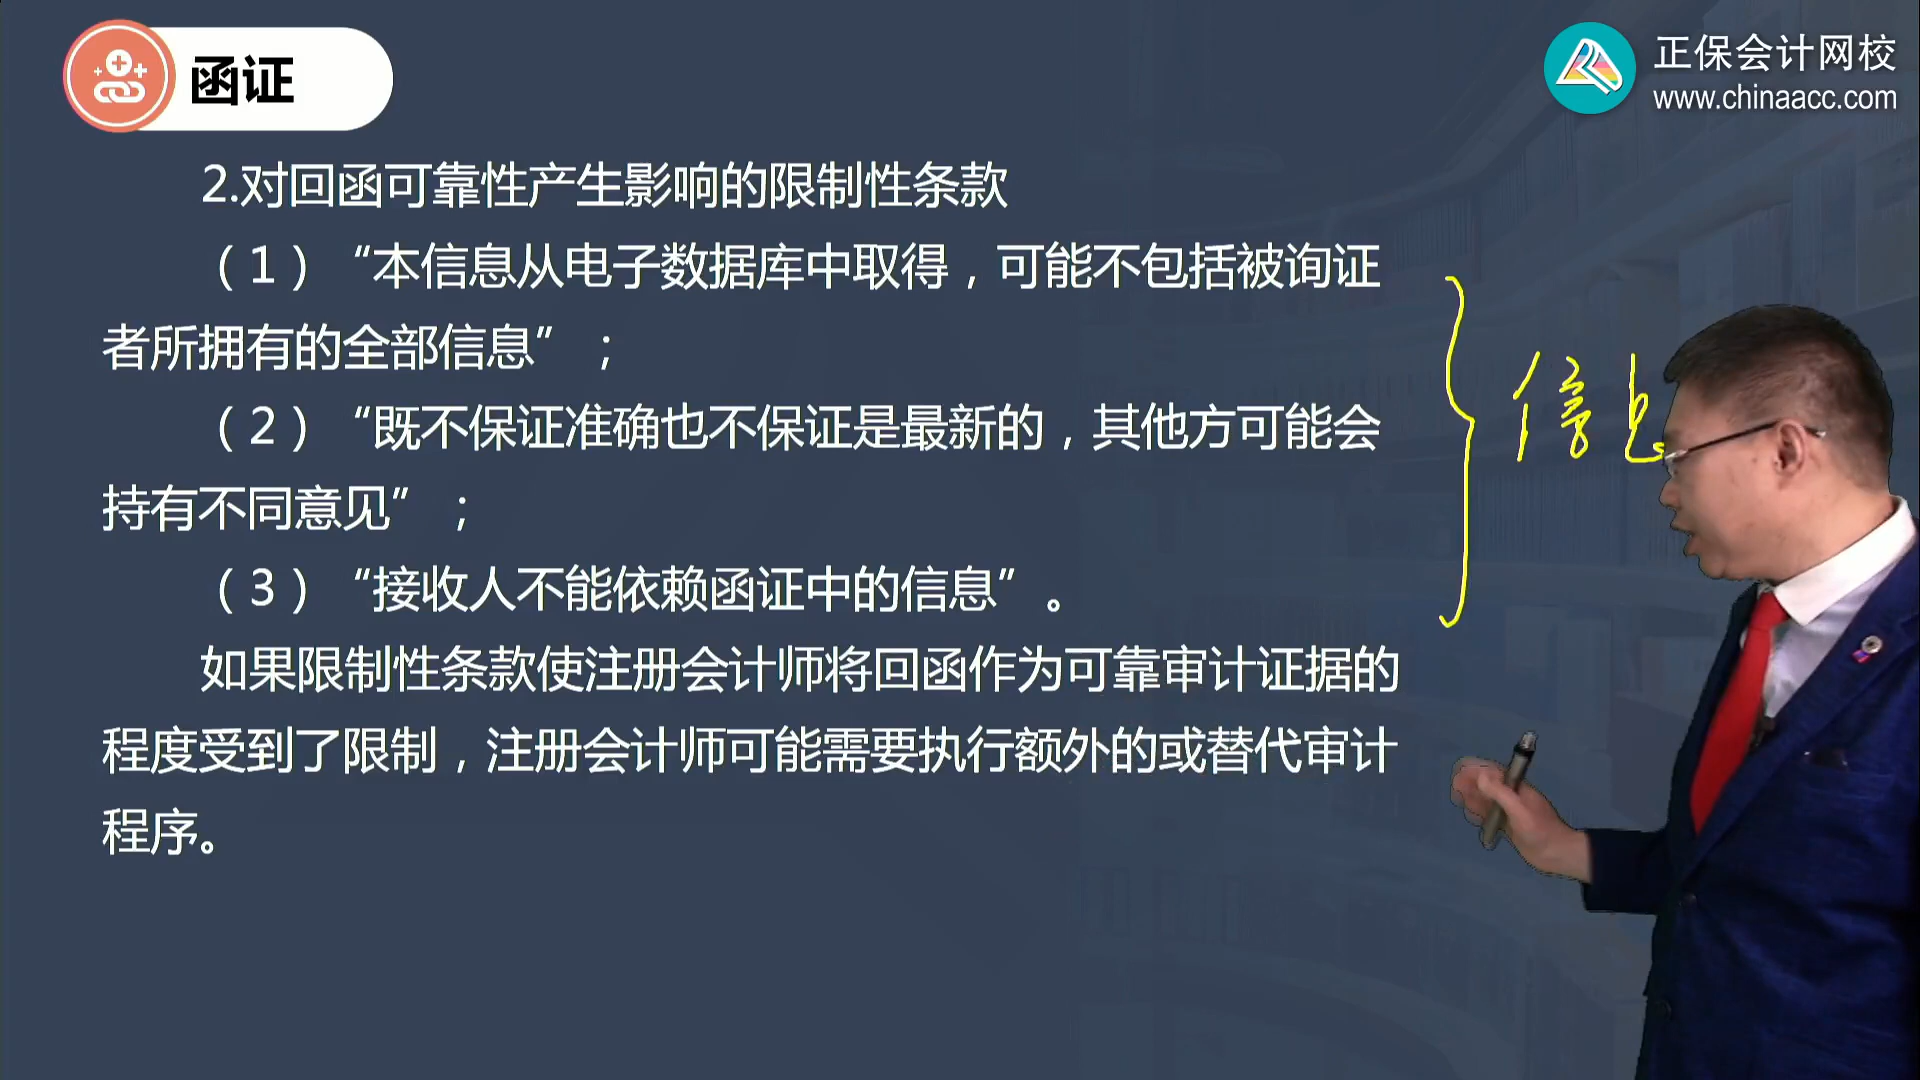 函证
正保会计网校
www.chinaacc.com
2.对回函可靠性产生影响的限制性条款
（1）“本信息从电子数据库中取得，可能不包括被询证
者所拥有的全部信息”；
（2）“既不保证准确也不保证是最新的，其他方可能会
持有不同意见”；
（3）“接收人不能依赖函证中的信息”。
信息
如果限制性条款使注册会计师将回函作为可靠审计证据的
程度受到了限制，注册会计师可能需要执行额外的或替代审计
程序。